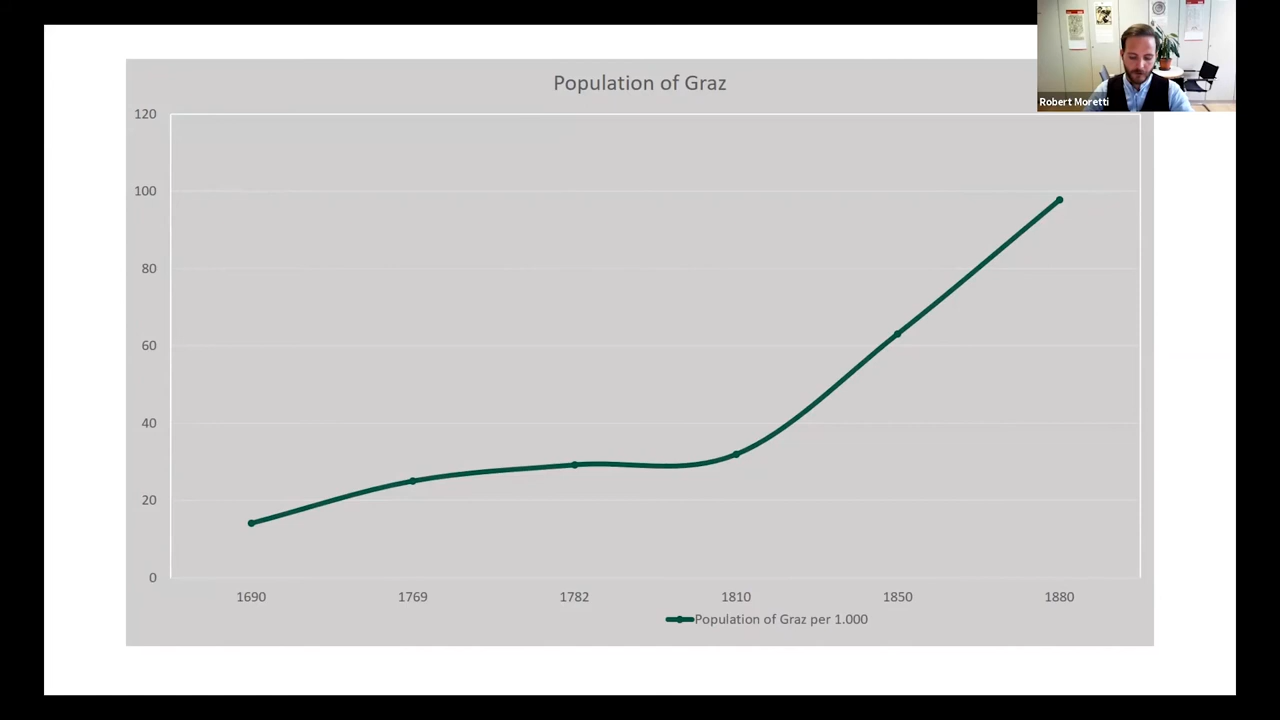 Population of Graz
120
100
80
60
40
20
0
1690 1769 1782 1810 1850 1880
Population of Graz per 1.000
Robert Moretti